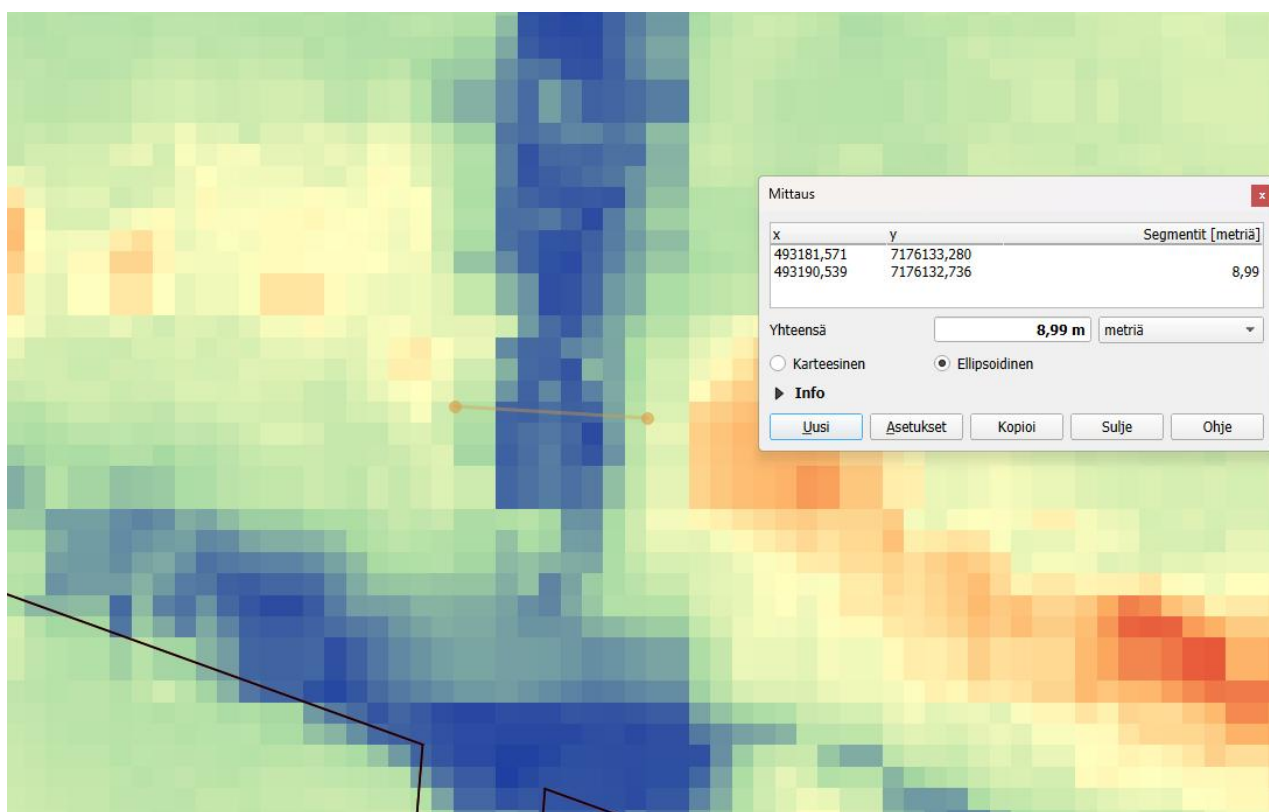 Mittaus
x
x y Segmentit [metriä]
493181,571 7176133,280
493190,539 7176132,736 8,99
Yhteensä 8,99 m metriä
Karteesinen Ellipsoidinen
Info
Uusi Asetukset Kopioi Sulje Ohje